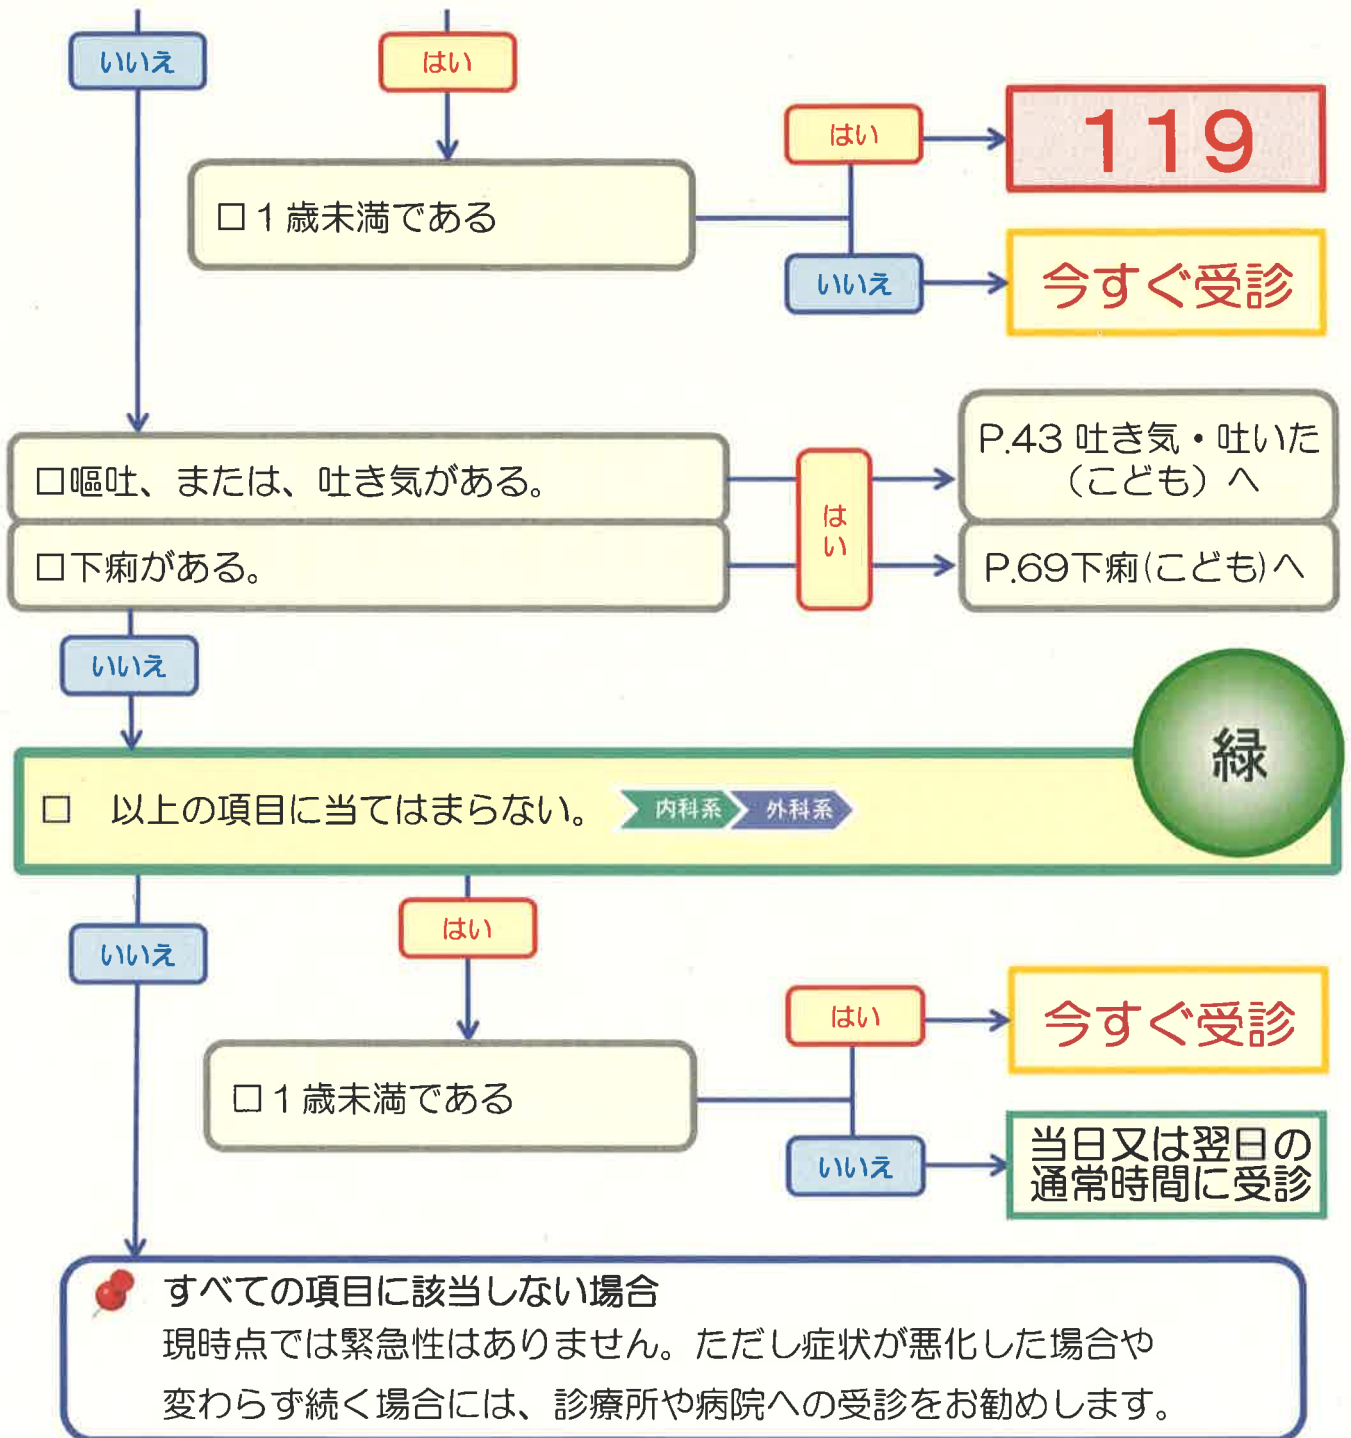 いいえ
はい
はい
119
□1歳未満である
いいえ
今すぐ受診
□嘔吐、または、吐き気がある。
はい
P.43 吐き気・吐いた
(こども)へ
□下痢がある。
P.69下痢(こども)へ
いいえ
緑
□ 以上の項目に当てはまらない。 内科系 外科系
いいえ
はい
はい
今すぐ受診
□1歳未満である
いいえ
当日又は翌日の
通常時間に受診
すべての項目に該当しない場合
現時点では緊急性はありません。ただし症状が悪化した場合や
変わらず続く場合には、診療所や病院への受診をお勧めします。